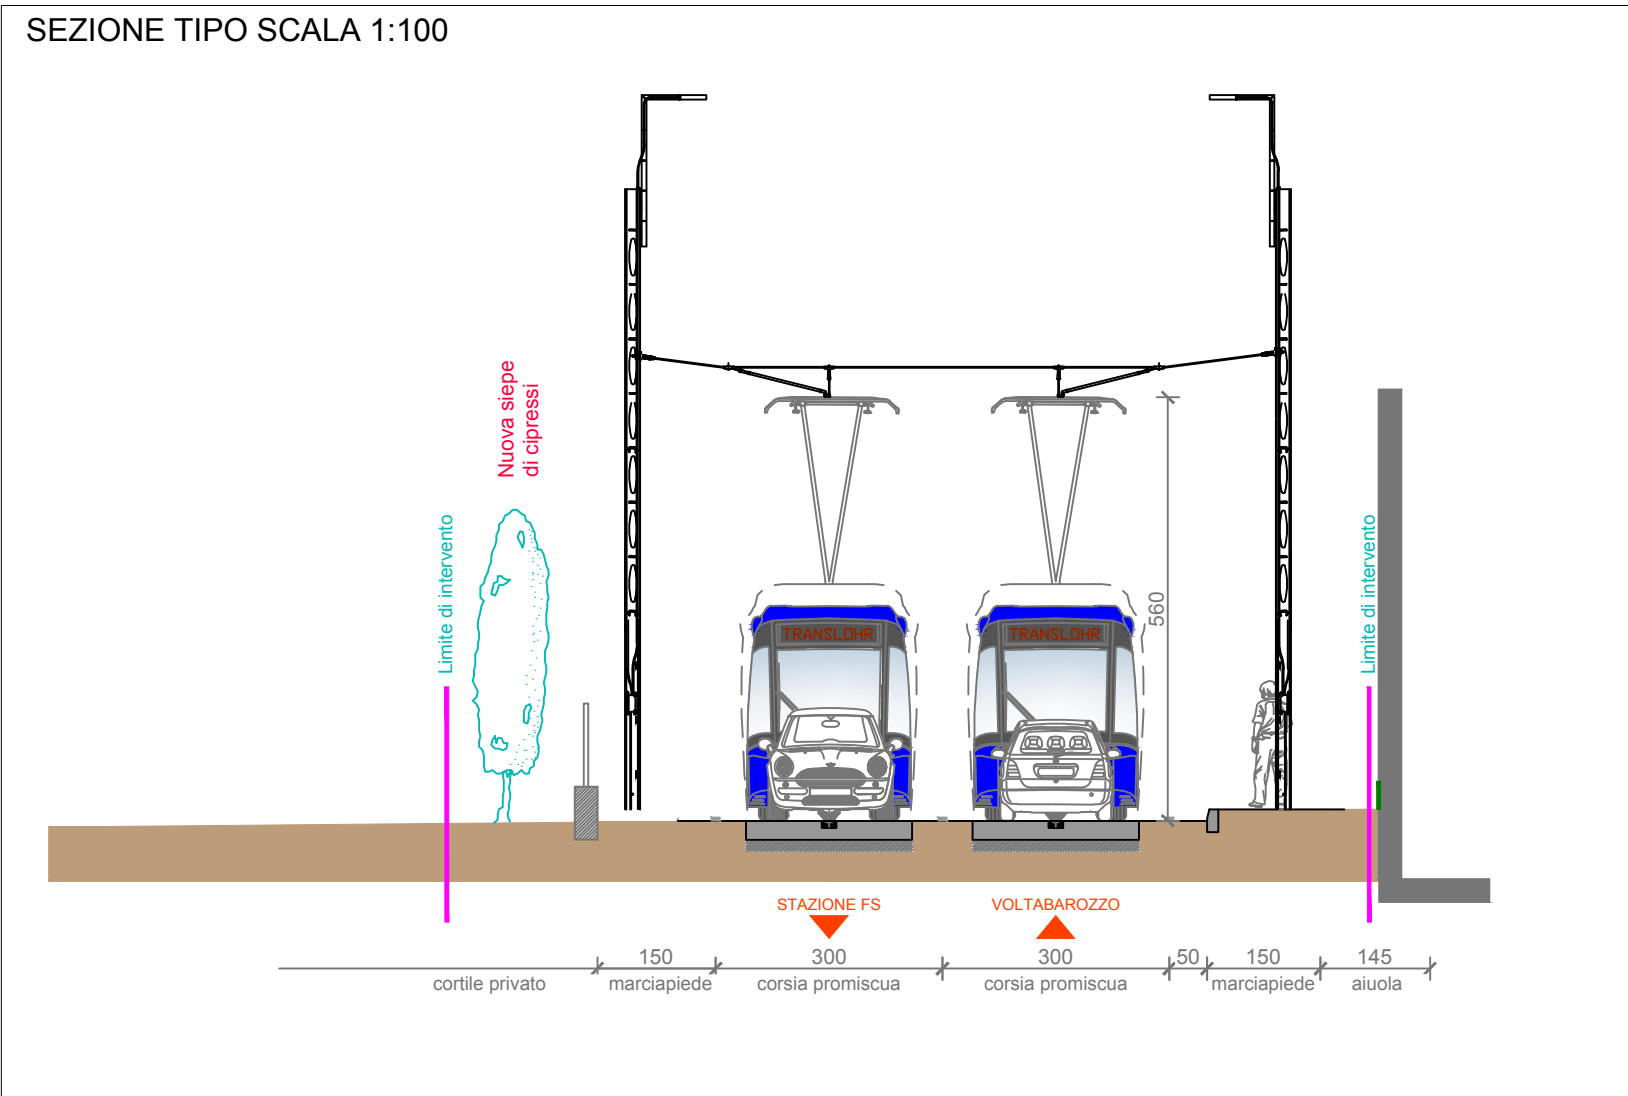 SEZIONE TIPO SCALA 1:100
Nuova siepe
di cipressi
Limite di intervento
Limite di intervento
560
TRANSLOHR
TRANSLOHR
STAZIONE FS
VOLTABAROZZO
150
300
300
50
150
145
cortile privato
marciapiede
corsia promiscua
corsia promiscua
marciapiede
aiuola